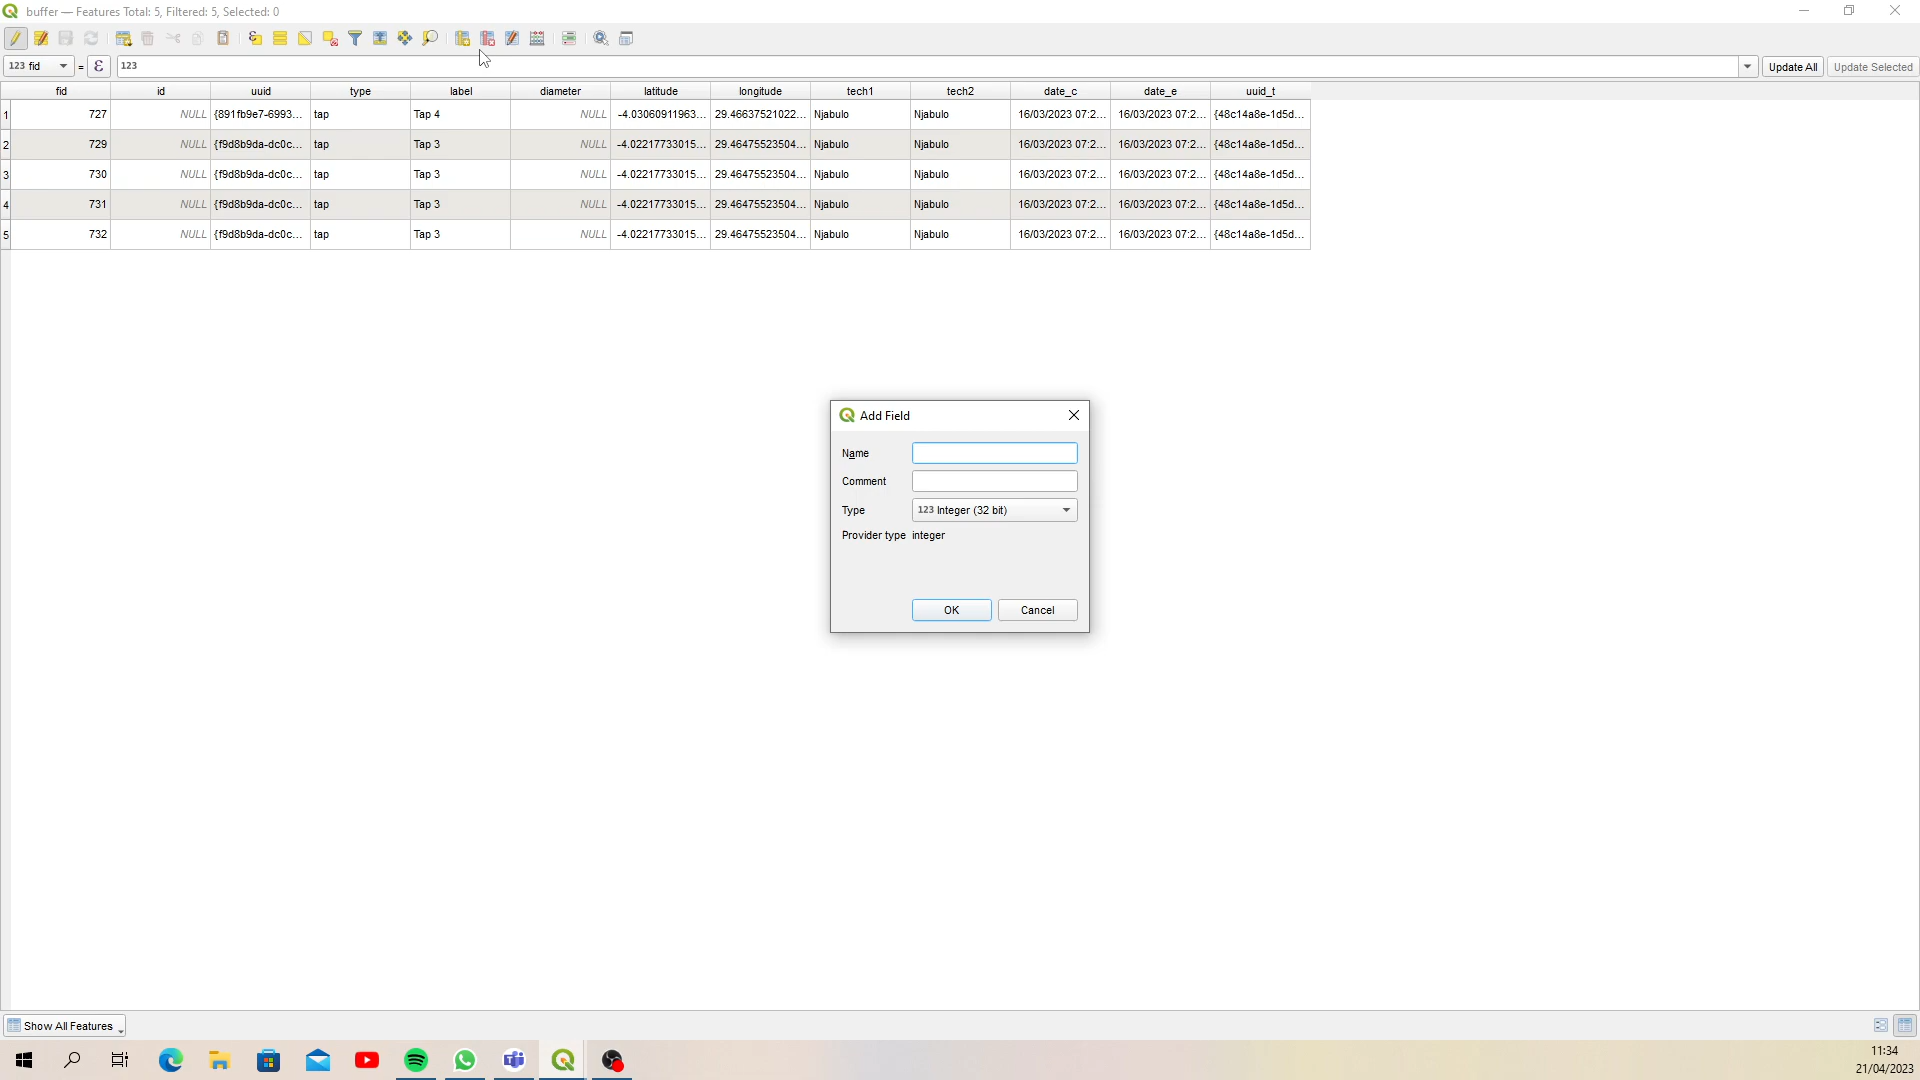 buffer — Features Total: 5, Filtered: 5, Selected: 0
123 fid = ε 123 Update All Update Selected
fid id uuid type label diameter latitude longitude tech1 tech2 date_c date_e uuid_t
1 727 NULL {891fb9e7-6993... tap Tap 4 NULL -4.03060911963... 29.46637521022... Njabulo Njabulo 16/03/2023 07:2... 16/03/2023 07:2... {48c14a8e-1d5d...
2 729 NULL {f9d8b9da-dc0c... tap Tap 3 NULL -4.02217733015... 29.46475523504... Njabulo Njabulo 16/03/2023 07:2... 16/03/2023 07:2... {48c14a8e-1d5d...
3 730 NULL {f9d8b9da-dc0c... tap Tap 3 NULL -4.02217733015... 29.46475523504... Njabulo Njabulo 16/03/2023 07:2... 16/03/2023 07:2... {48c14a8e-1d5d...
4 731 NULL {f9d8b9da-dc0c... tap Tap 3 NULL -4.02217733015... 29.46475523504... Njabulo Njabulo 16/03/2023 07:2... 16/03/2023 07:2... {48c14a8e-1d5d...
5 732 NULL {f9d8b9da-dc0c... tap Tap 3 NULL -4.02217733015... 29.46475523504... Njabulo Njabulo 16/03/2023 07:2... 16/03/2023 07:2... {48c14a8e-1d5d...
Add Field
Name
Comment
Type 123 Integer (32 bit)
Provider type integer
OK Cancel
Show All Features
11:34
21/04/2023